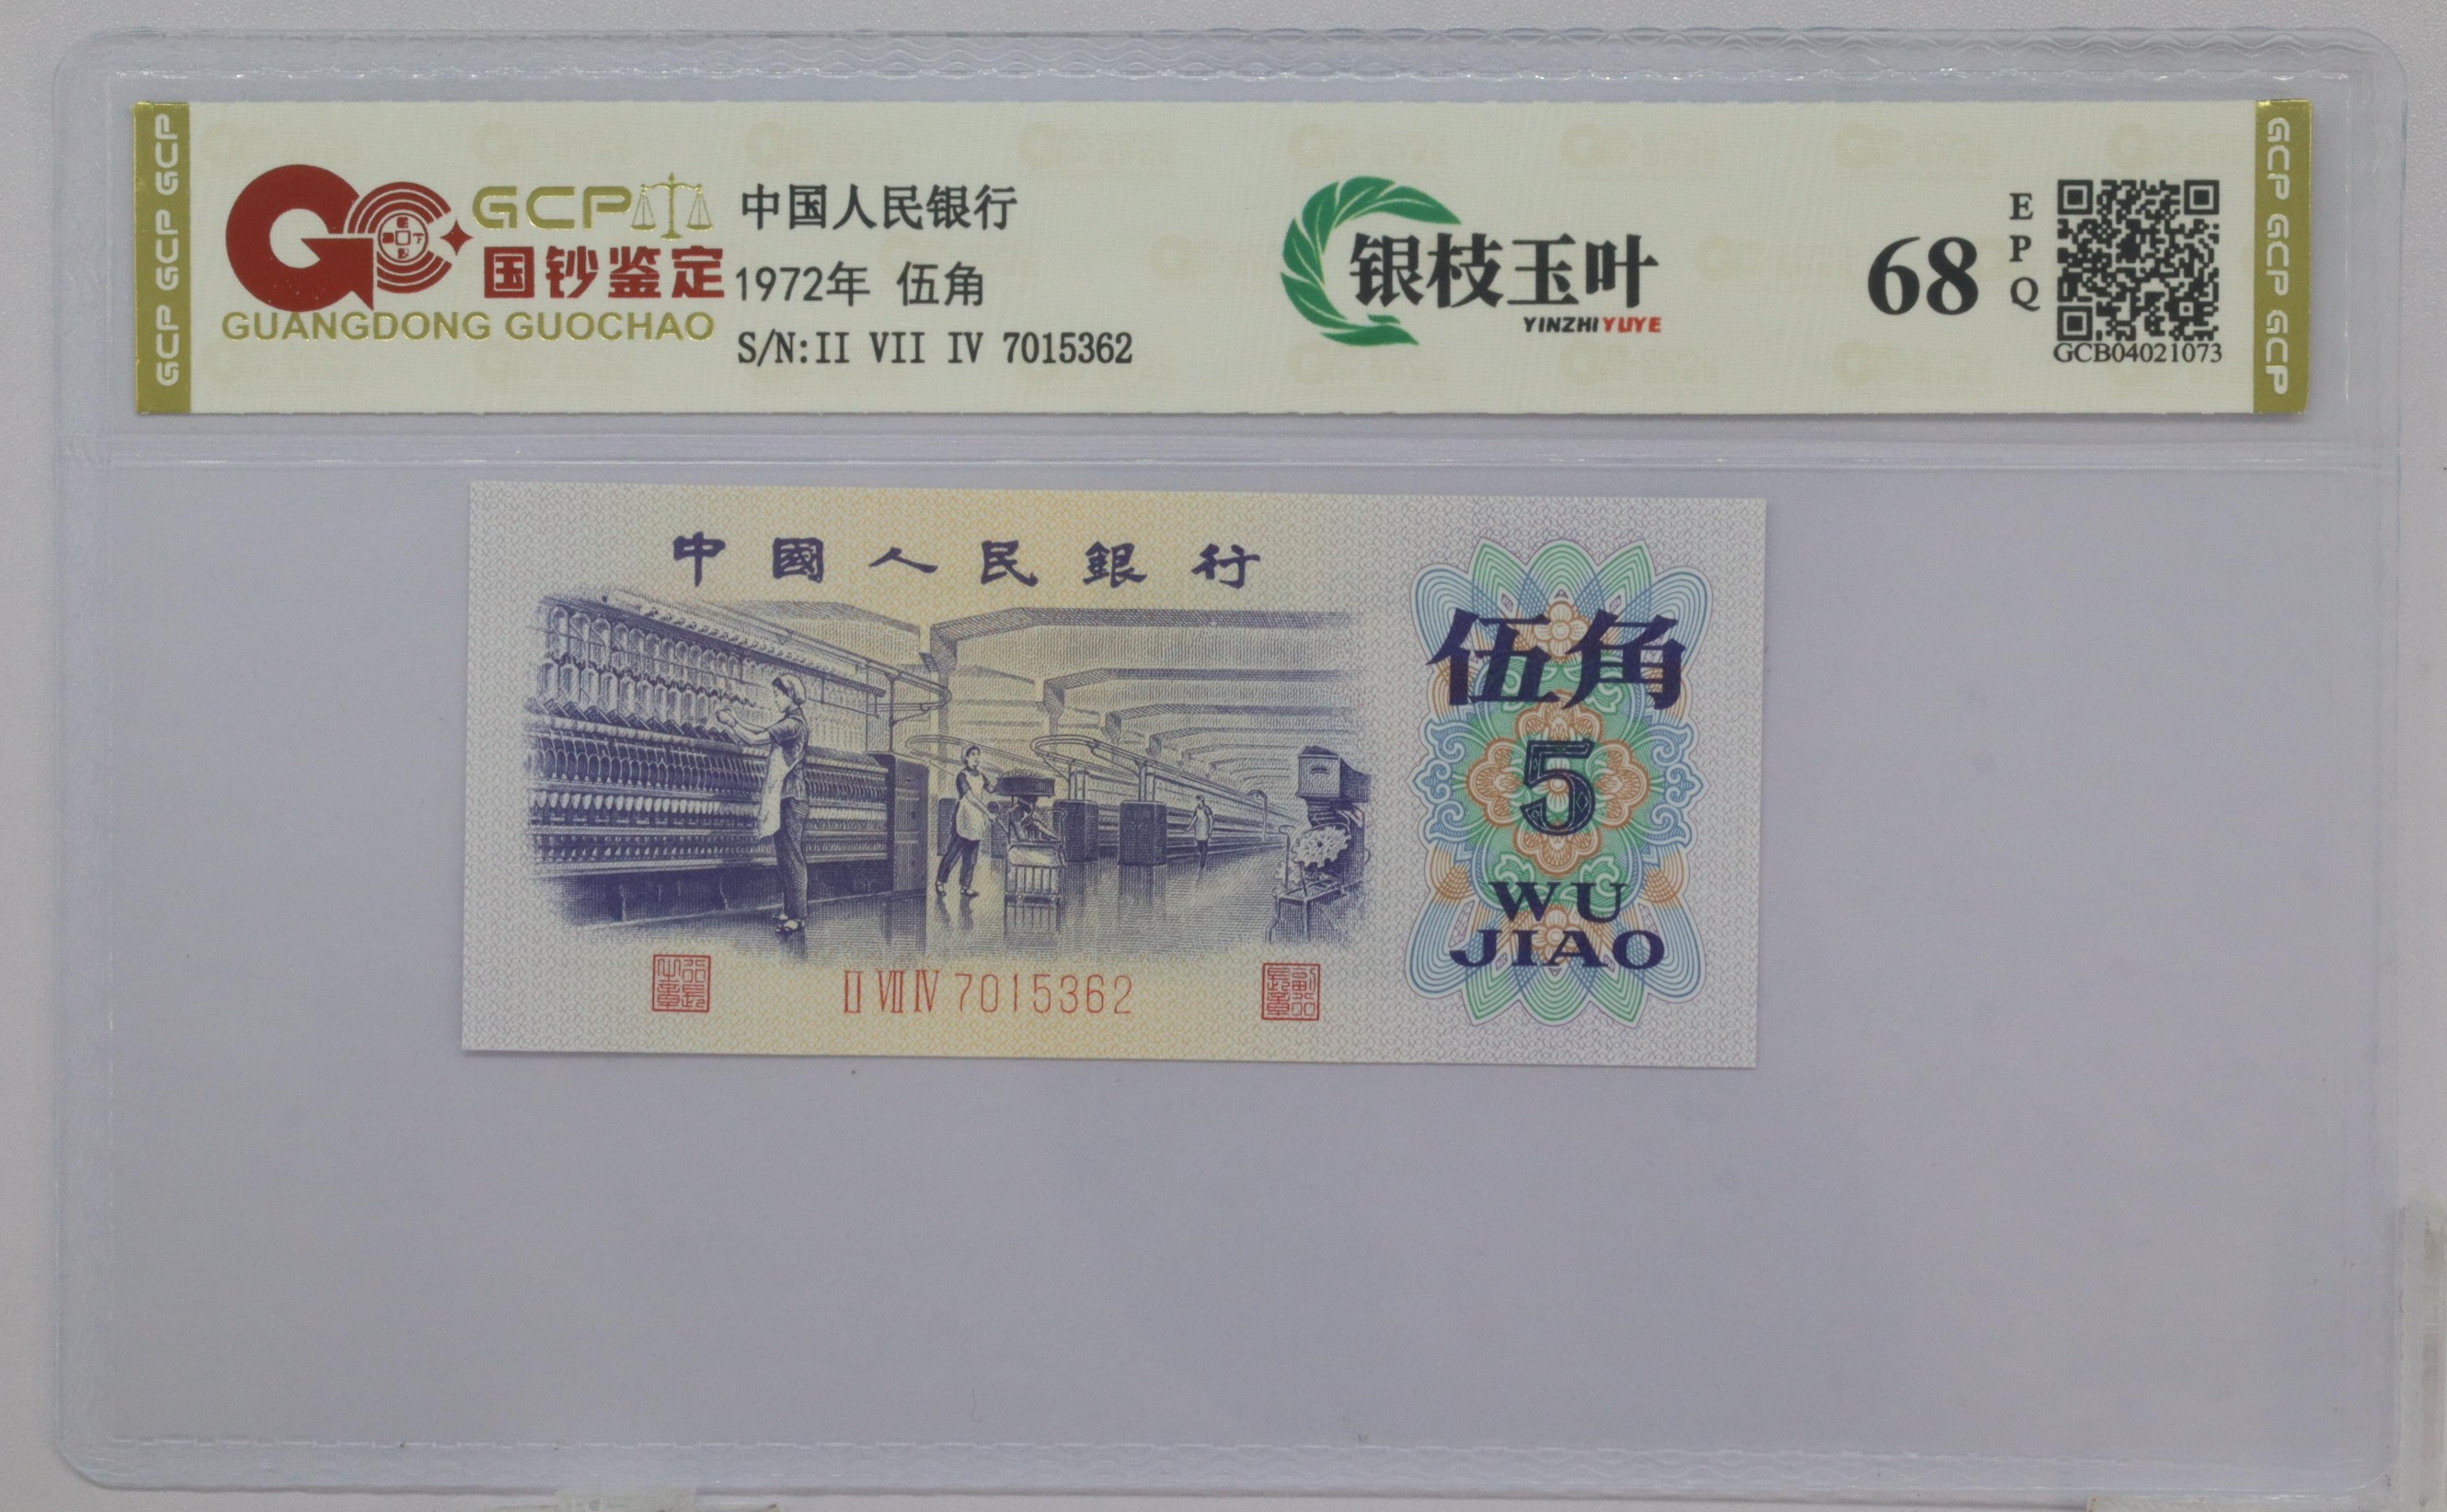 GCP GCP GCP
GCP
国钞鉴定
GUANGDONG GUOCHAO
中国人民银行
1972年 伍角
S/N:II VII IV 7015362
银枝玉叶
YINZHIYUYE
68
EPQ
GCB04021073
GCP GCP GCP
中國人民銀行
伍角
5
WU
JIAO
II VII IV 7015362